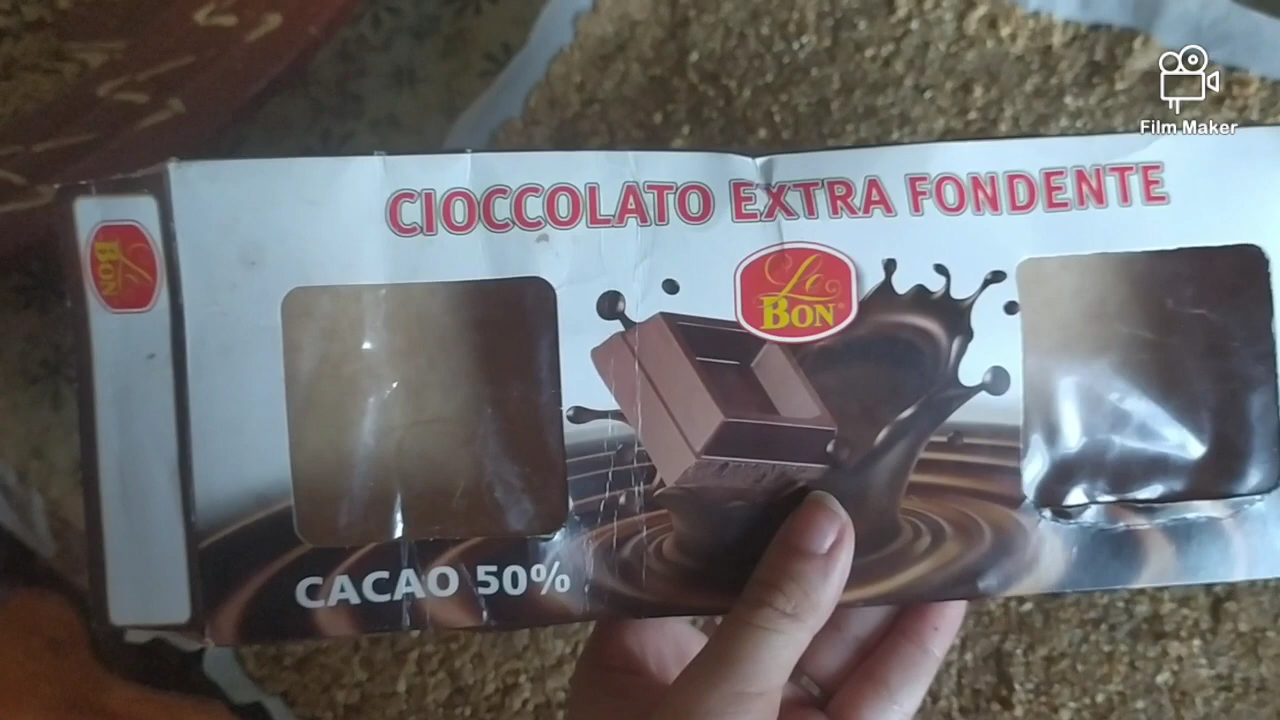 Film Maker
CIOCCOLATO EXTRA FONDENTE
Le
BON®
Le
BON
CACAO 50%